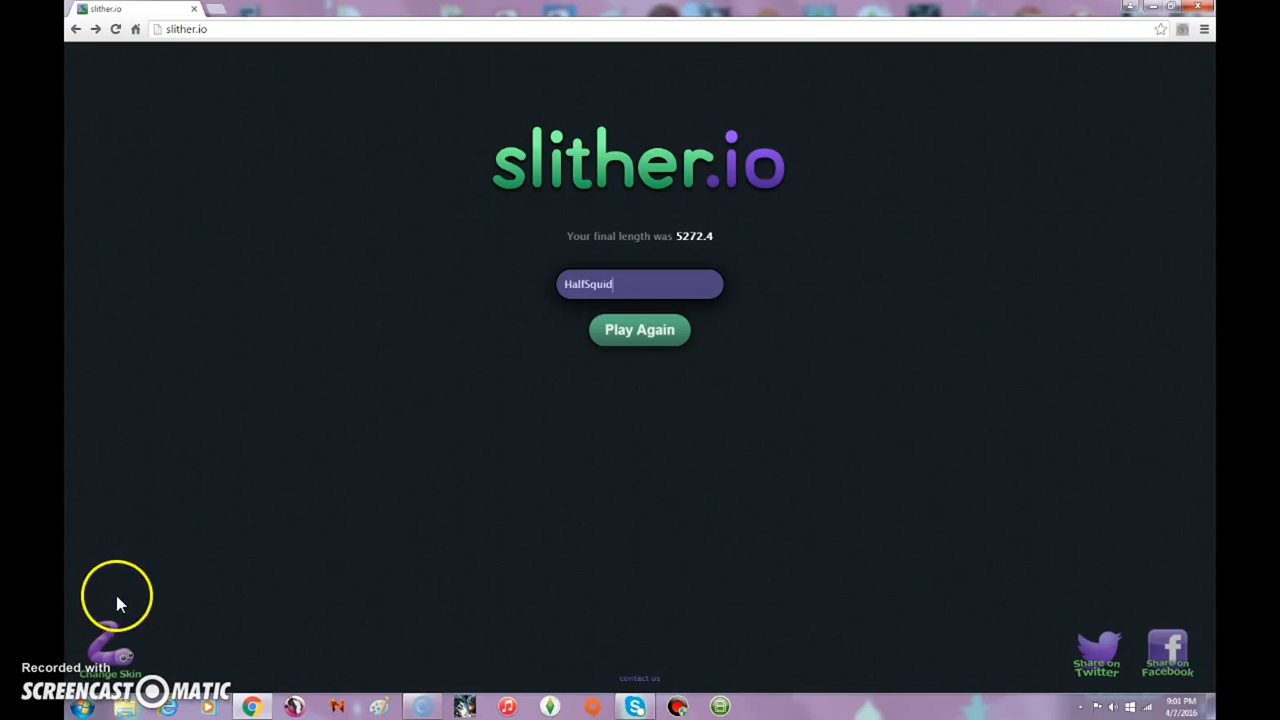 slither.io
slither.io
slither.io
Your final length was 5272.4
HalfSquid
Play Again
Recorded with
Change Skin
SCREENCAST MATIC
Share on
Twitter
Share on
Facebook
contact us
9:01 PM
4/7/2016